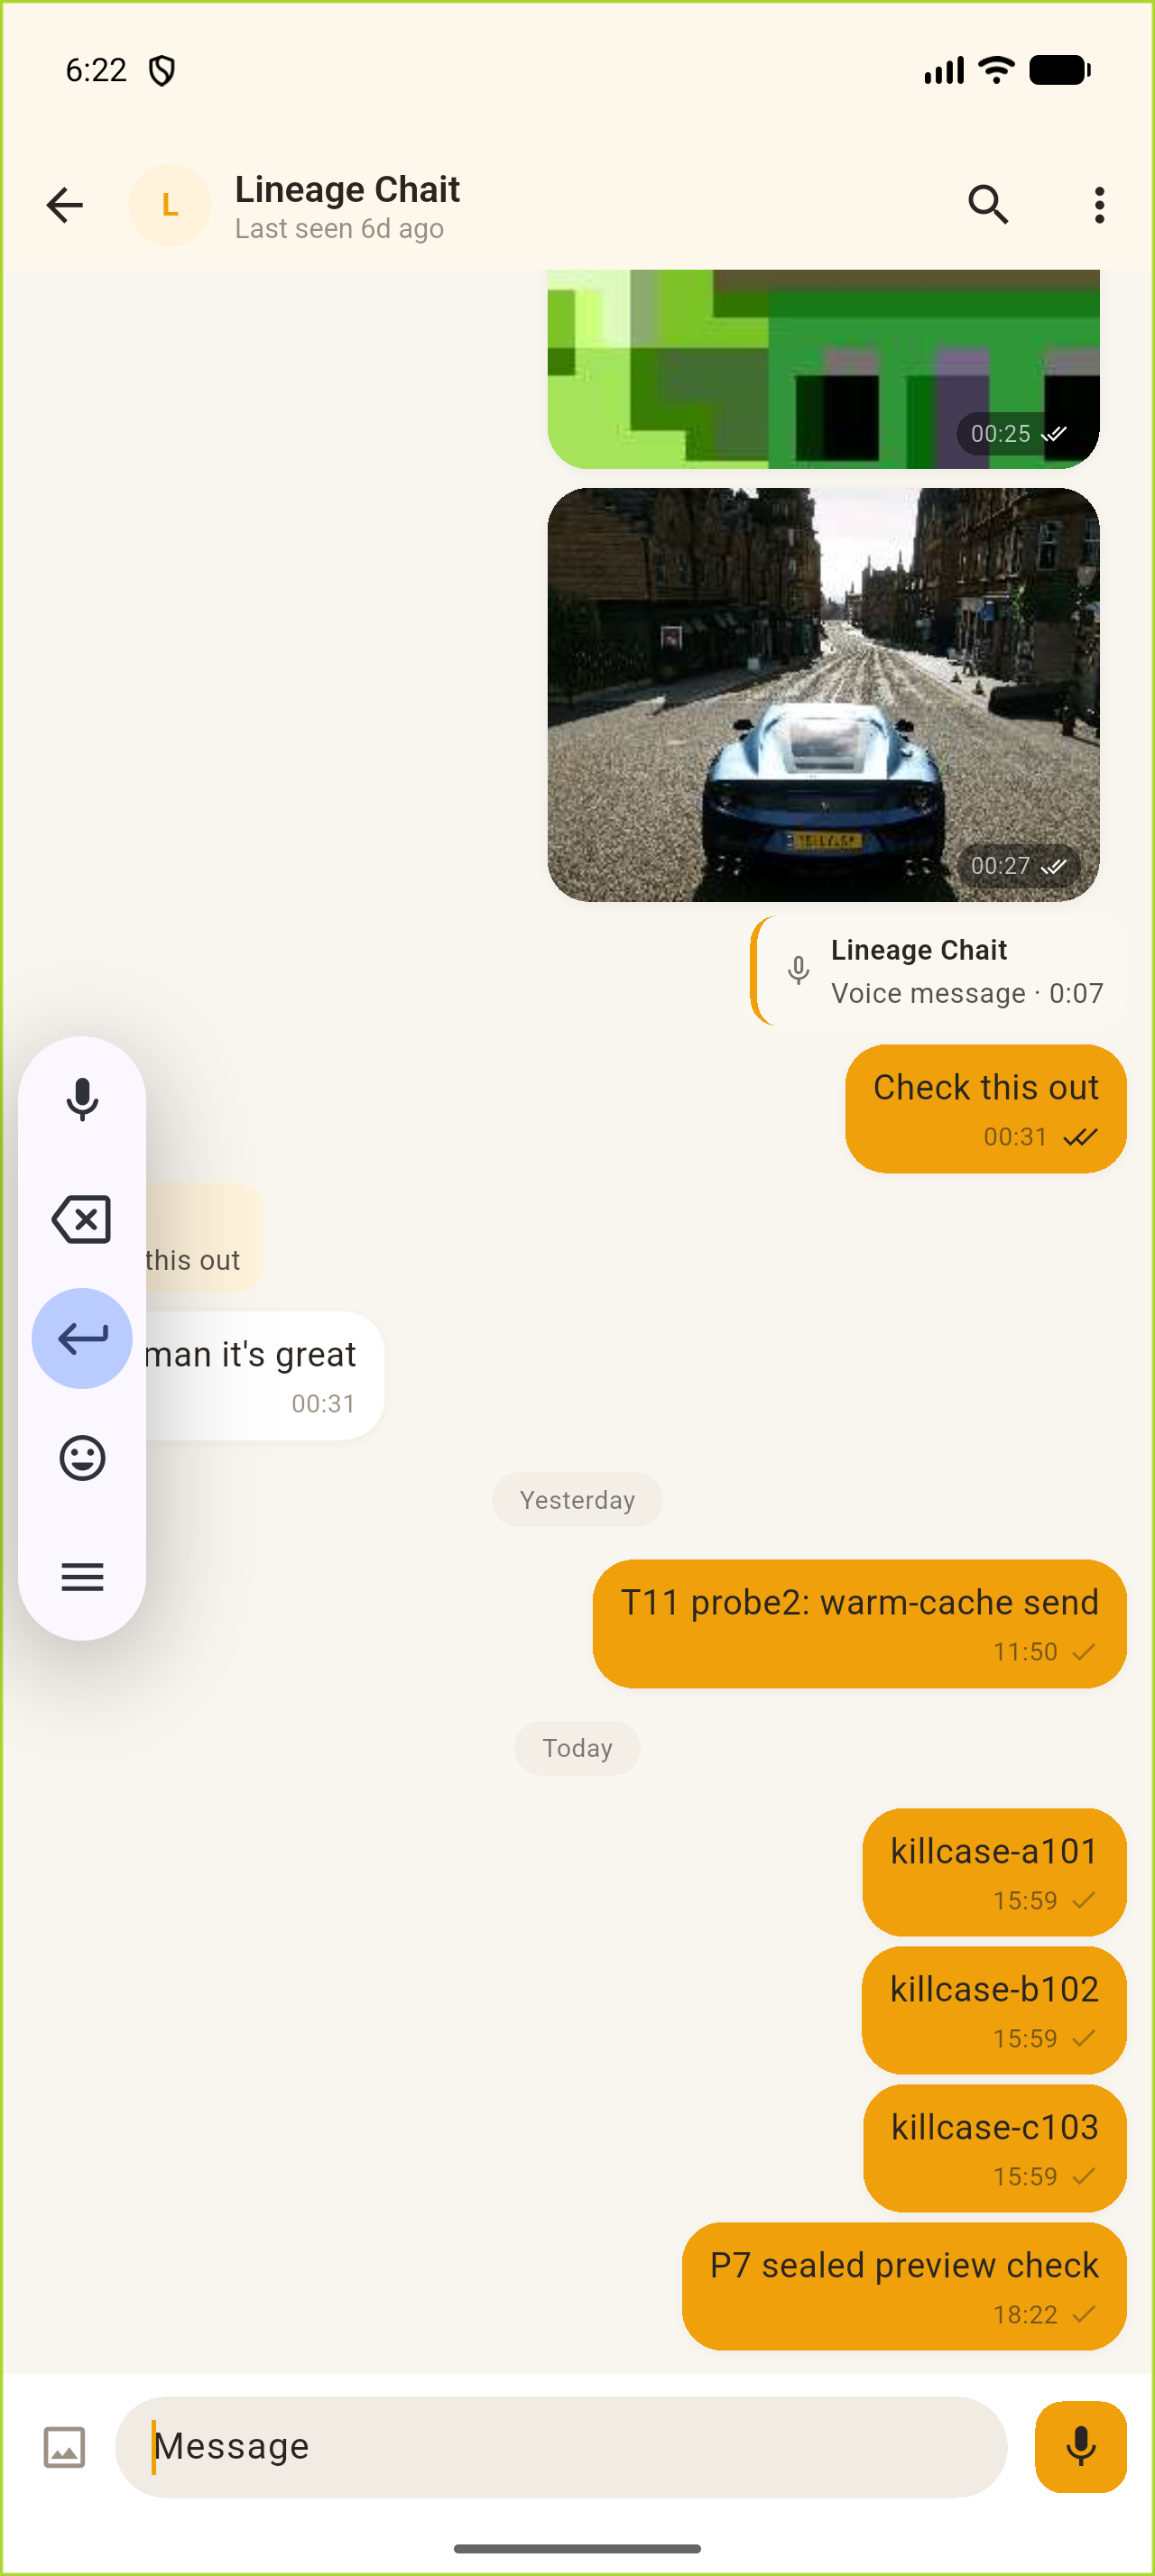 6:22
L
Lineage Chait
Last seen 6d ago
00:25
00:27
Lineage Chait
Voice message · 0:07
Check this out
00:31
this out
man it's great
00:31
Yesterday
T11 probe2: warm-cache send
11:50
Today
killcase-a101
15:59
killcase-b102
15:59
killcase-c103
15:59
P7 sealed preview check
18:22
Message